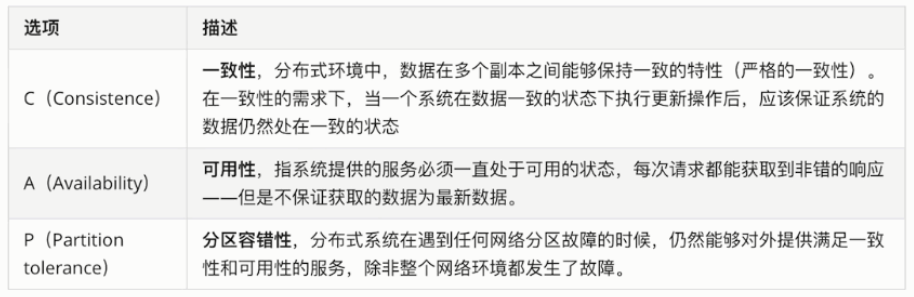 选项
描述
C（Consistence）
一致性，分布式环境中，数据在多个副本之间能够保持一致的特性（严格的一致性）。
在一致性的需求下，当一个系统在数据一致的状态下执行更新操作后，应该保证系统的
数据仍然处在一致的状态
A（Availability）
可用性，指系统提供的服务必须一直处于可用的状态，每次请求都能获取到非错的响应
——但是不保证获取的数据为最新数据。
P（Partition
tolerance）
分区容错性，分布式系统在遇到任何网络分区故障的时候，仍然能够对外提供满足一致
性和可用性的服务，除非整个网络环境都发生了故障。